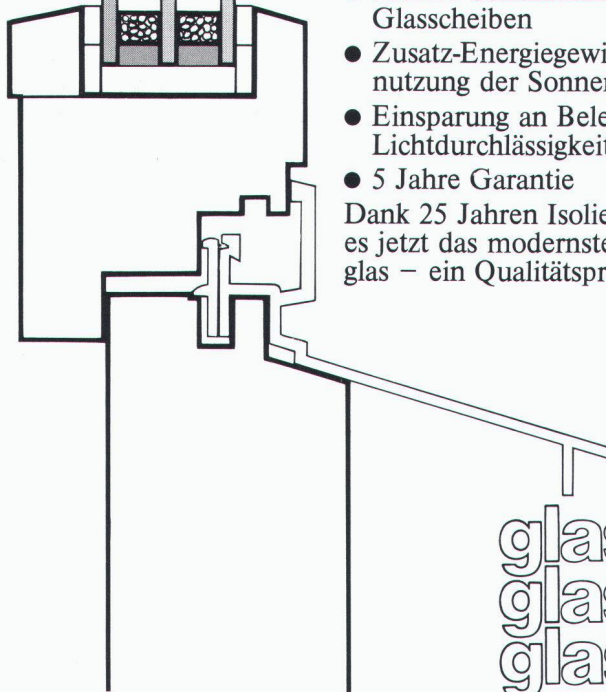 Glasscheiben
● Zusatz-Energiegewi
nutzung der Sonner
● Einsparung an Bele
Lichtdurchlässigkeit
● 5 Jahre Garantie
Dank 25 Jahren Isolie
es jetzt das modernste
glas – ein Qualitätspr
glas
glas
glas